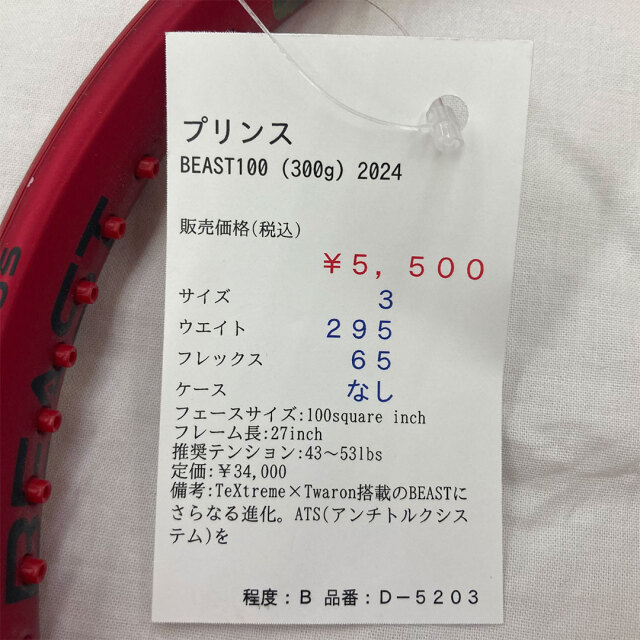 プリンス
BEAST100 (300g) 2024
販売価格(税込)
￥5,500
サイズ 3
ウエイト 295
フレックス 65
ケース なし
フェースサイズ:100square inch
フレーム長:27inch
推奨テンション:43～53lbs
定価:￥34,000
備考:TeXtreme×Twaron搭載のBEASTに
さらなる進化。ATS(アンチトルクシス
テム)を
程度:B 品番:D－5203
BEAST